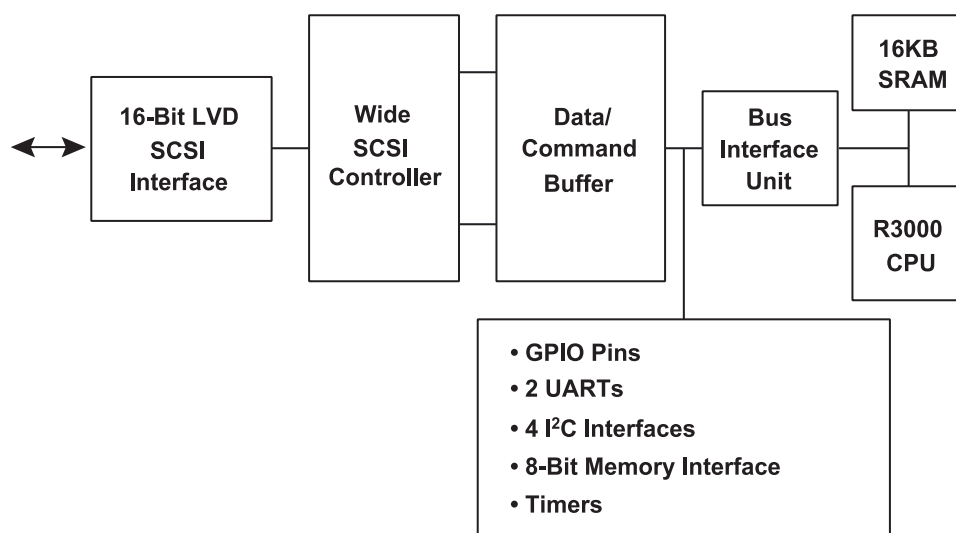 16-Bit LVD
SCSI
Interface
Wide
SCSI
Controller
Data/
Command
Buffer
Bus
Interface
Unit
16KB
SRAM
R3000
CPU
• GPIO Pins
• 2 UARTs
• 4 I²C Interfaces
• 8-Bit Memory Interface
• Timers